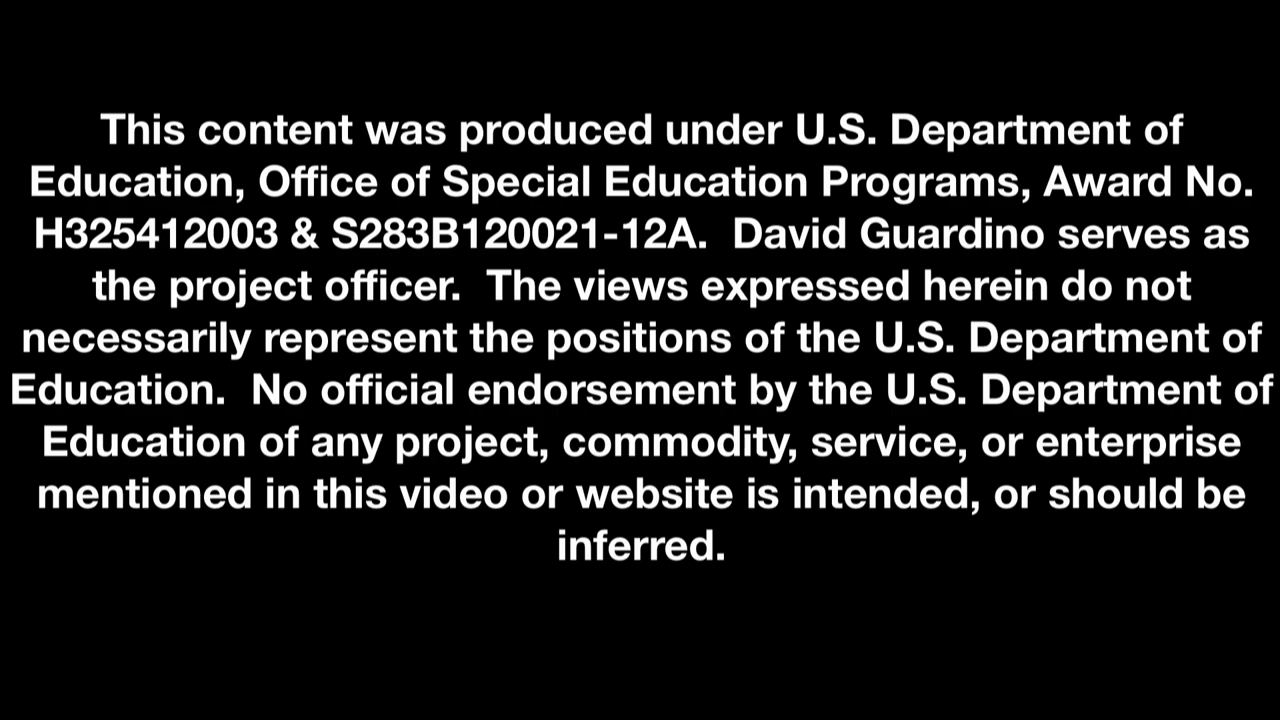 This content was produced under U.S. Department of
Education, Office of Special Education Programs, Award No.
H325412003 & S283B120021-12A.  David Guardino serves as
the project officer.  The views expressed herein do not
necessarily represent the positions of the U.S. Department of
Education.  No official endorsement by the U.S. Department of
Education of any project, commodity, service, or enterprise
mentioned in this video or website is intended, or should be
inferred.